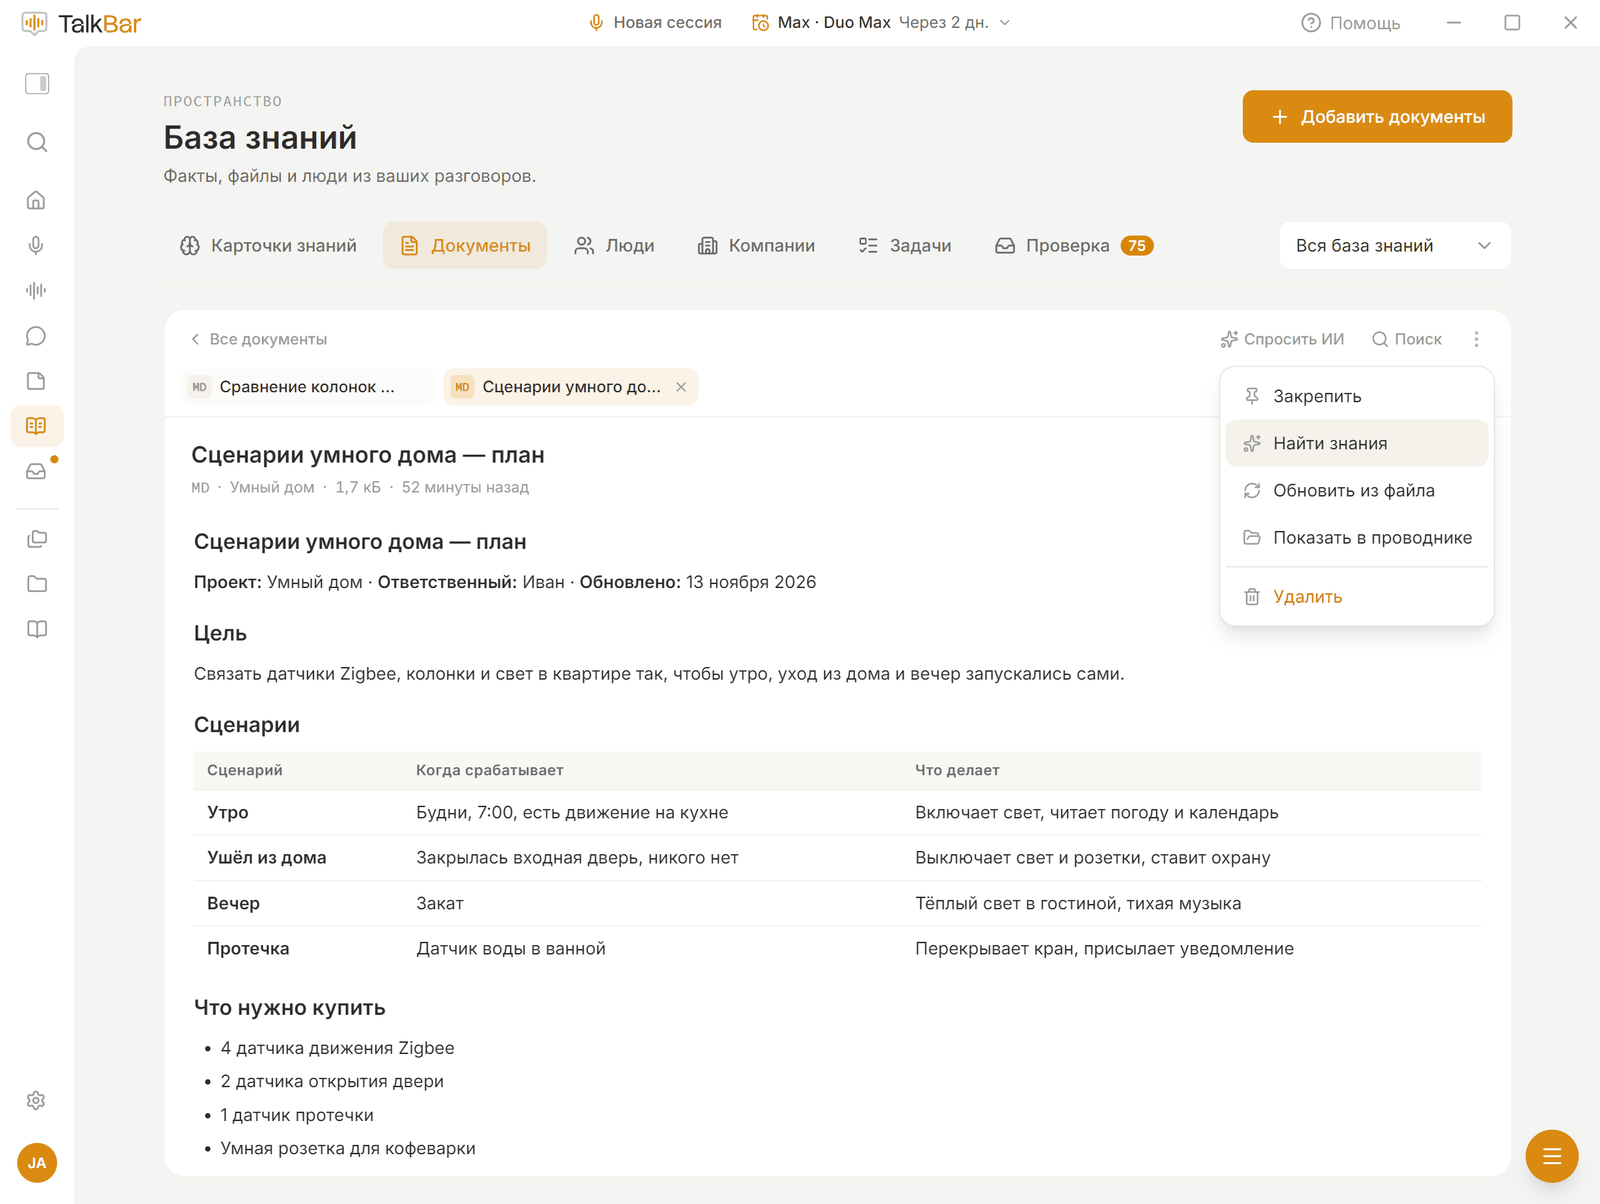 TalkBar
Новая сессия
Max · Duo Max Через 2 дн.
Помощь
ПРОСТРАНСТВО
База знаний
Факты, файлы и люди из ваших разговоров.
Добавить документы
Карточки знаний
Документы
Люди
Компании
Задачи
Проверка 75
Вся база знаний
Все документы
Спросить ИИ
Поиск
MD Сравнение колонок ...
MD Сценарии умного до...
Закрепить
Найти знания
Обновить из файла
Показать в проводнике
Удалить
Сценарии умного дома — план
MD · Умный дом · 1,7 кБ · 52 минуты назад
Сценарии умного дома — план
Проект: Умный дом · Ответственный: Иван · Обновлено: 13 ноября 2026
Цель
Связать датчики Zigbee, колонки и свет в квартире так, чтобы утро, уход из дома и вечер запускались сами.
Сценарии
Сценарий Когда срабатывает Что делает
Утро Будни, 7:00, есть движение на кухне Включает свет, читает погоду и календарь
Ушёл из дома Закрылась входная дверь, никого нет Выключает свет и розетки, ставит охрану
Вечер Закат Тёплый свет в гостиной, тихая музыка
Протечка Датчик воды в ванной Перекрывает кран, присылает уведомление
Что нужно купить
• 4 датчика движения Zigbee
• 2 датчика открытия двери
• 1 датчик протечки
• Умная розетка для кофеварки
JA